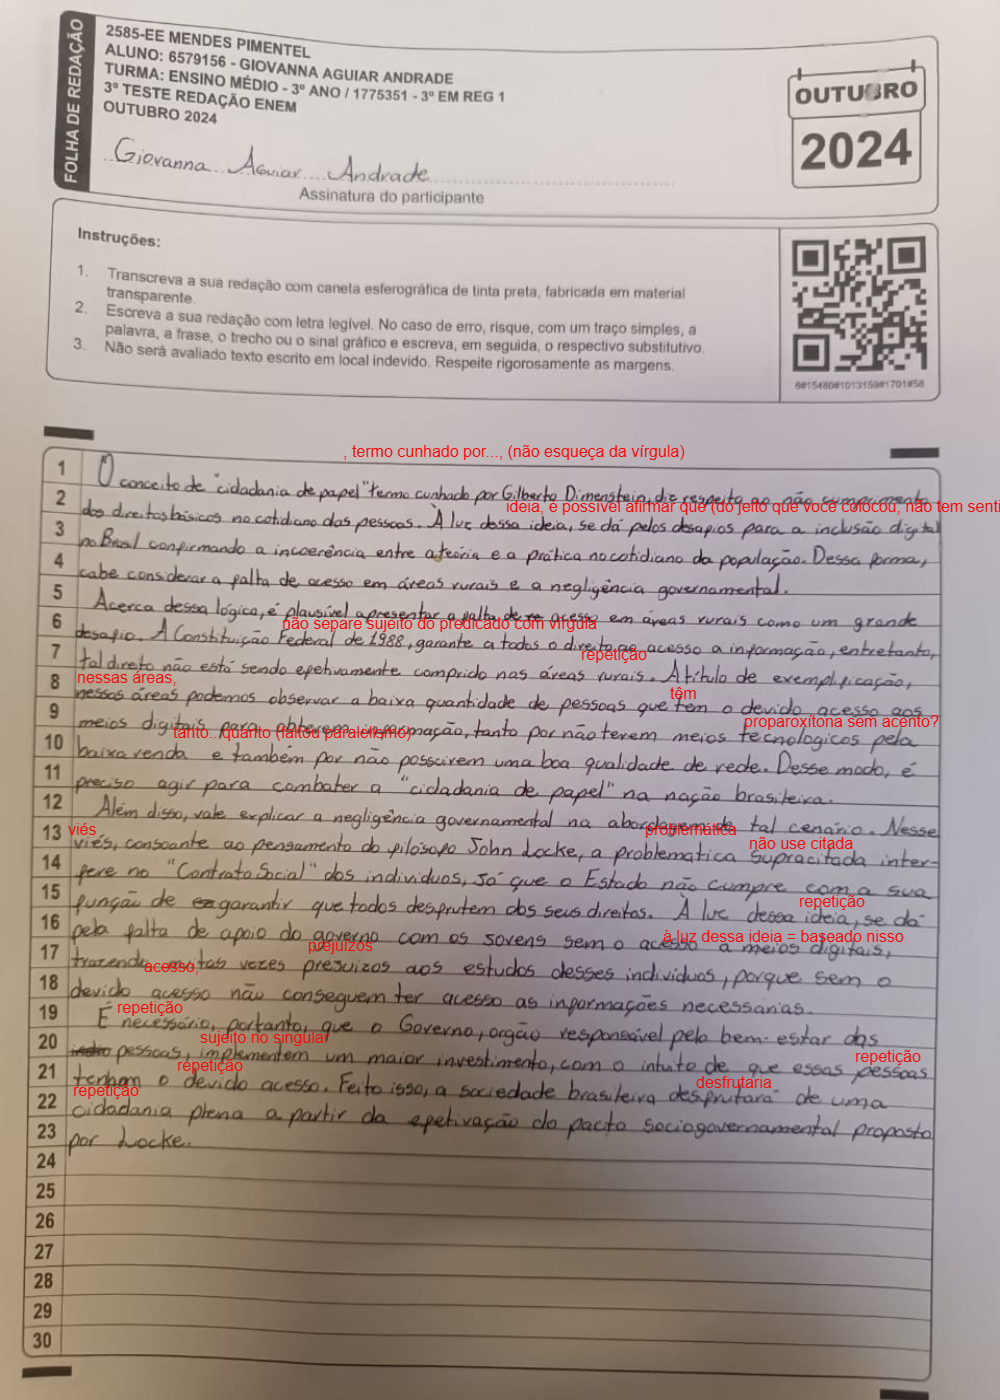 FOLHA DE REDAÇÃO
2585-EE MENDES PIMENTEL
ALUNO: 6579156 - GIOVANNA AGUIAR ANDRADE
TURMA: ENSINO MÉDIO - 3º ANO / 1775351 - 3º EM REG 1
3º TESTE REDAÇÃO ENEM
OUTUBRO 2024
Giovanna Aguiar Andrade
Assinatura do participante
OUTUBRO
2024
Instruções:
1. Transcreva a sua redação com caneta esferográfica de tinta preta, fabricada em material
transparente.
2. Escreva a sua redação com letra legível. No caso de erro, risque, com um traço simples, a
palavra, a frase, o trecho ou o sinal gráfico e escreva, em seguida, o respectivo substitutivo.
3. Não será avaliado texto escrito em local indevido. Respeite rigorosamente as margens.
6#15480#1013159#1701#58
, termo cunhado por..., (não esqueça da vírgula)
1 O conceito de "cidadania de papel" termo cunhado por Gilberto Dimenstein, diz respeito ao não cumprimento
ideia, é possível afirmar que (do jeito que você colocou, não tem senti
2 dos direitos básicos no cotidiano das pessoas. À luz dessa ideia, se dá pelos desafios para a inclusão digital
3 no Brasil confirmando a incoerência entre a teoria e a prática no cotidiano da população. Dessa forma,
4 cabe considerar a falta de acesso em áreas rurais e a negligência governamental.
5 Acerca dessa lógica, é plausível apresentar a falta de acesso em áreas rurais como um grande
não separe sujeito do predicado com vírgula
6 desafio. A Constituição Federal de 1988, garante a todos o direito ao acesso a informação, entretanto,
repetição
7 tal direto não está sendo efetivamente comprido nas áreas rurais. A título de exemplificação,
nessas áreas,
têm
8 nessas áreas podemos observar a baixa quantidade de pessoas que tem o devido acesso aos
proparoxítona sem acento?
9 meios digitais para obterem informação, tanto por não terem meios tecnologicos pela
tanto...quanto (faltou paralelismo)
10 baixa renda e também por não possuirem uma boa qualidade de rede. Desse modo, é
11 preciso agir para combater a "cidadania de papel" na nação brasileira.
12 Além disso, vale explicar a negligência governamental na abordagem de tal cenário. Nesse
viés
problemática
não use citada
13 viés, consoante ao pensamento do filósofo John Locke, a problematica supracitada inter-
14 fere no "Contrato Social" dos indivíduos, já que o Estado não cumpre com a sua
15 função de garantir que todos desfrutem dos seus direitos. À luz dessa ideia, se dá
repetição
16 pela falta de apoio do governo com os jovens sem o acesso a meios digitais,
à luz dessa ideia = baseado nisso
prejuízos
17 trazendo muitas vezes prejuizos aos estudos desses indivíduos, porque sem o
acesso,
18 devido acesso não conseguem ter acesso as informações necessárias.
repetição
19 É necessário, portanto, que o Governo, orgão responsável pelo bem-estar das
sujeito no singular
20 pessoas, implementem um maior investimento, com o intuito de que essas pessoas
repetição
repetição
21 tenham o devido acesso. Feito isso, a sociedade brasileira desfrutará de uma
desfrutaria
repetição
22 cidadania plena a partir da efetivação do pacto sociogovernamental proposto
23 por Locke.
24
25
26
27
28
29
30